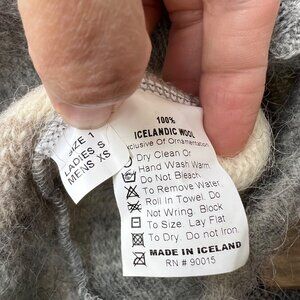 SIZE 1
LADIES S
MENS XS
100%
ICELANDIC WOOL
Exclusive Of Ornamentation
Dry Clean Or
Hand Wash Warm.
Do Not Bleach.
To Remove Water.
Roll In Towel. Do
Not Wring. Block
To Size. Lay Flat
To Dry. Do not Iron.
MADE IN ICELAND
RN # 90015